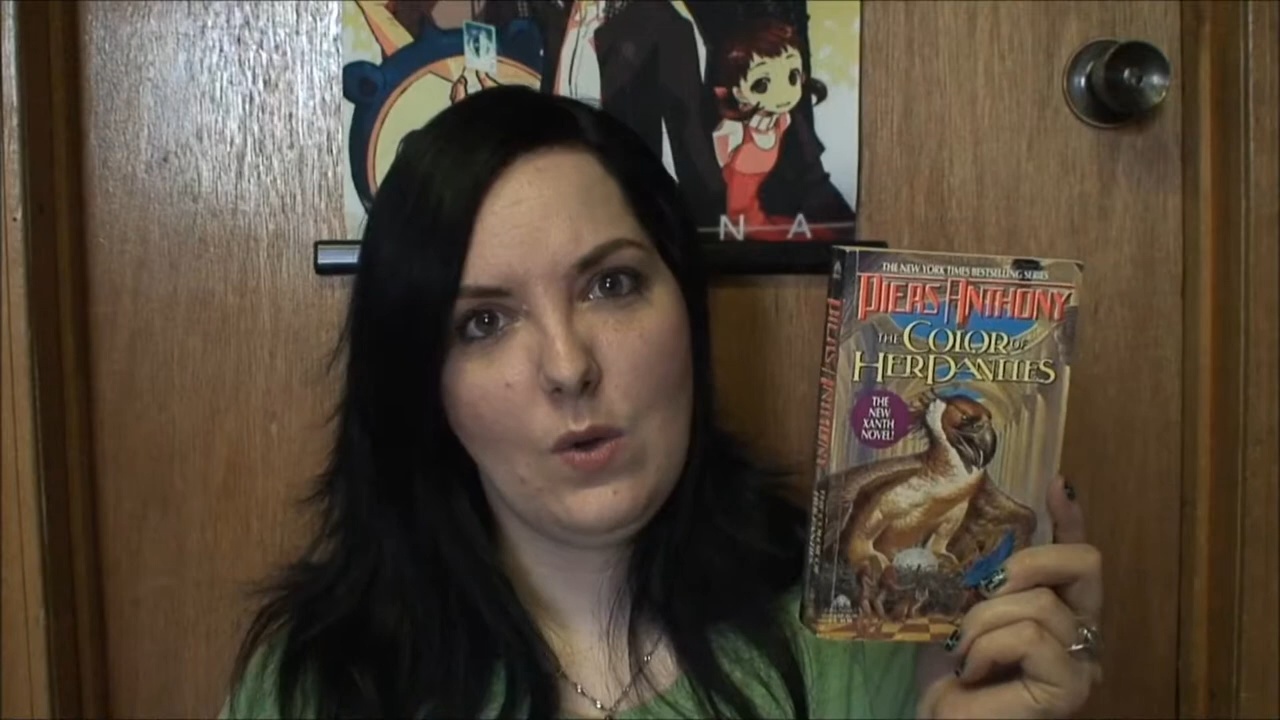 N A
THE NEW YORK TIMES BESTSELLING SERIES
PIERS ANTHONY
THE COLOR OF
HER PANTIES
THE
NEW
XANTH
NOVEL!
PIERS ANTHONY